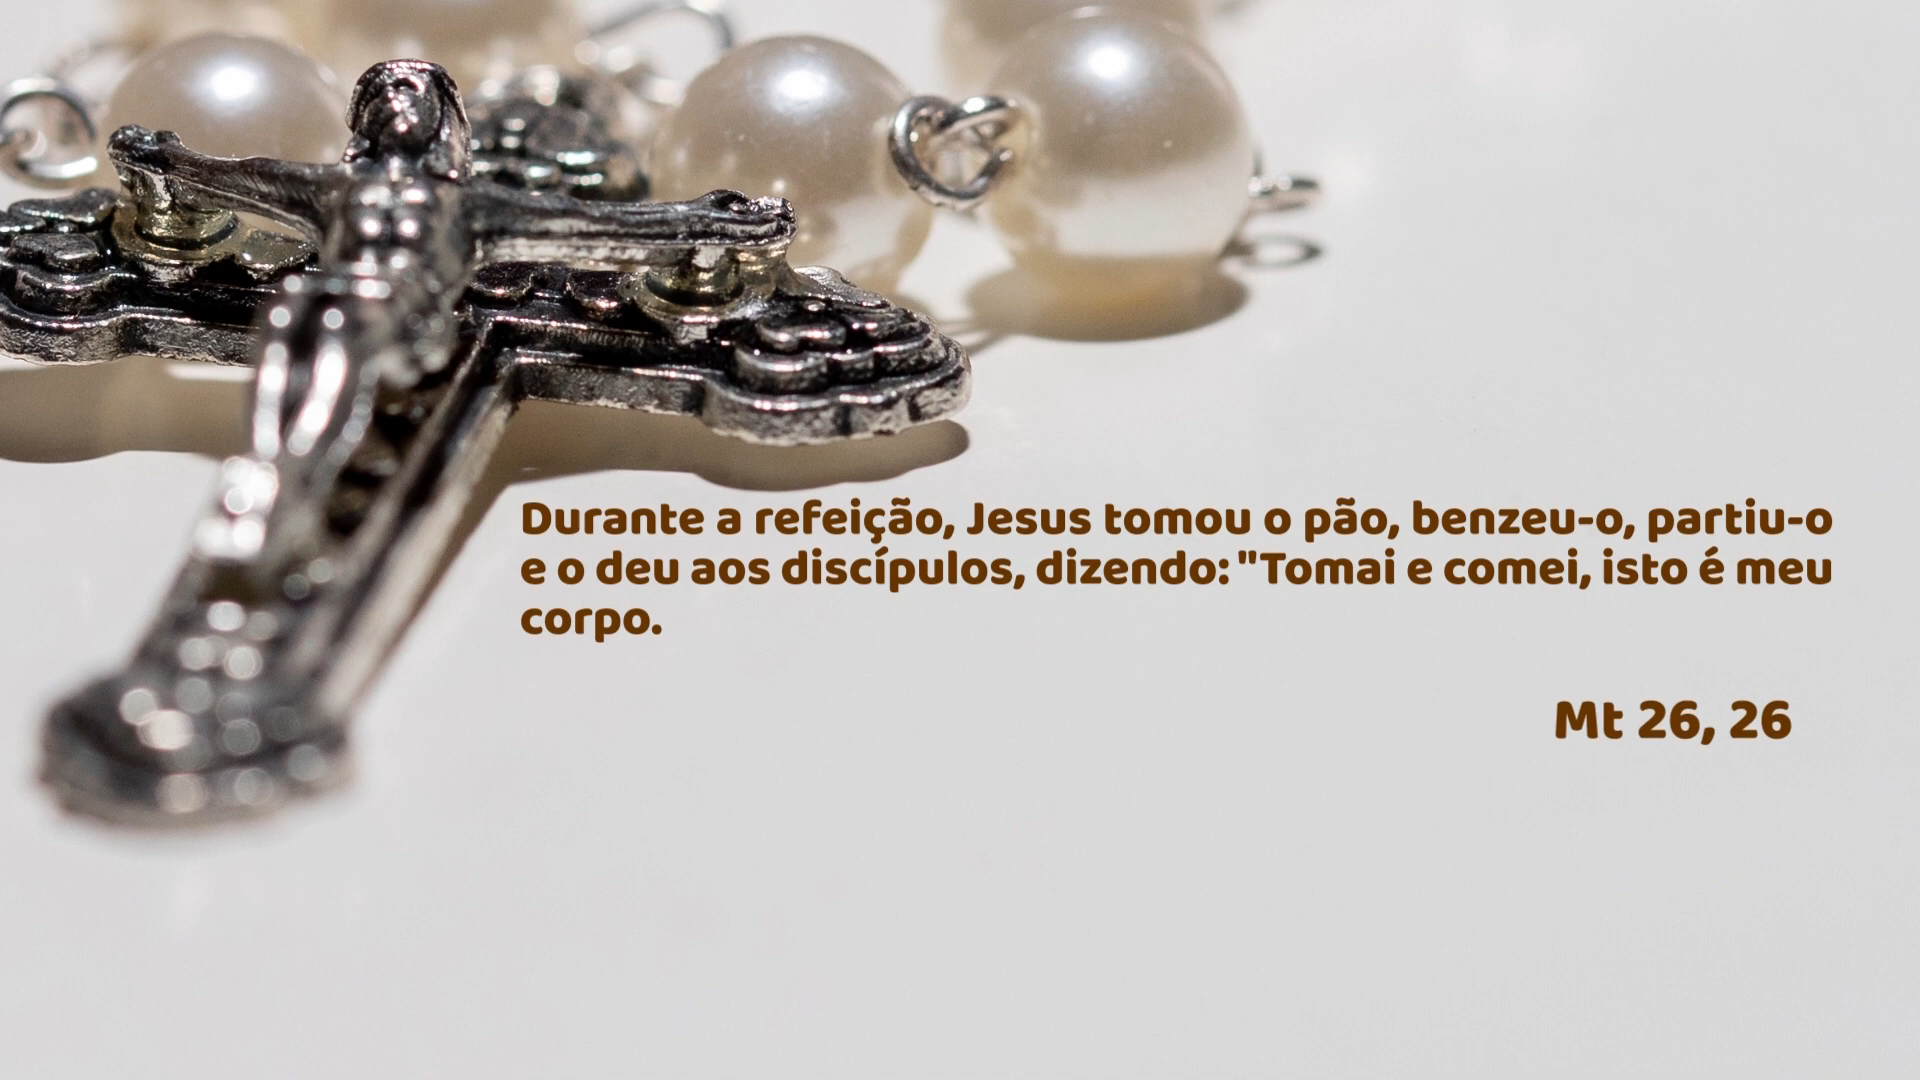 Durante a refeição, Jesus tomou o pão, benzeu-o, partiu-o
e o deu aos discípulos, dizendo: "Tomai e comei, isto é meu
corpo.
Mt 26, 26